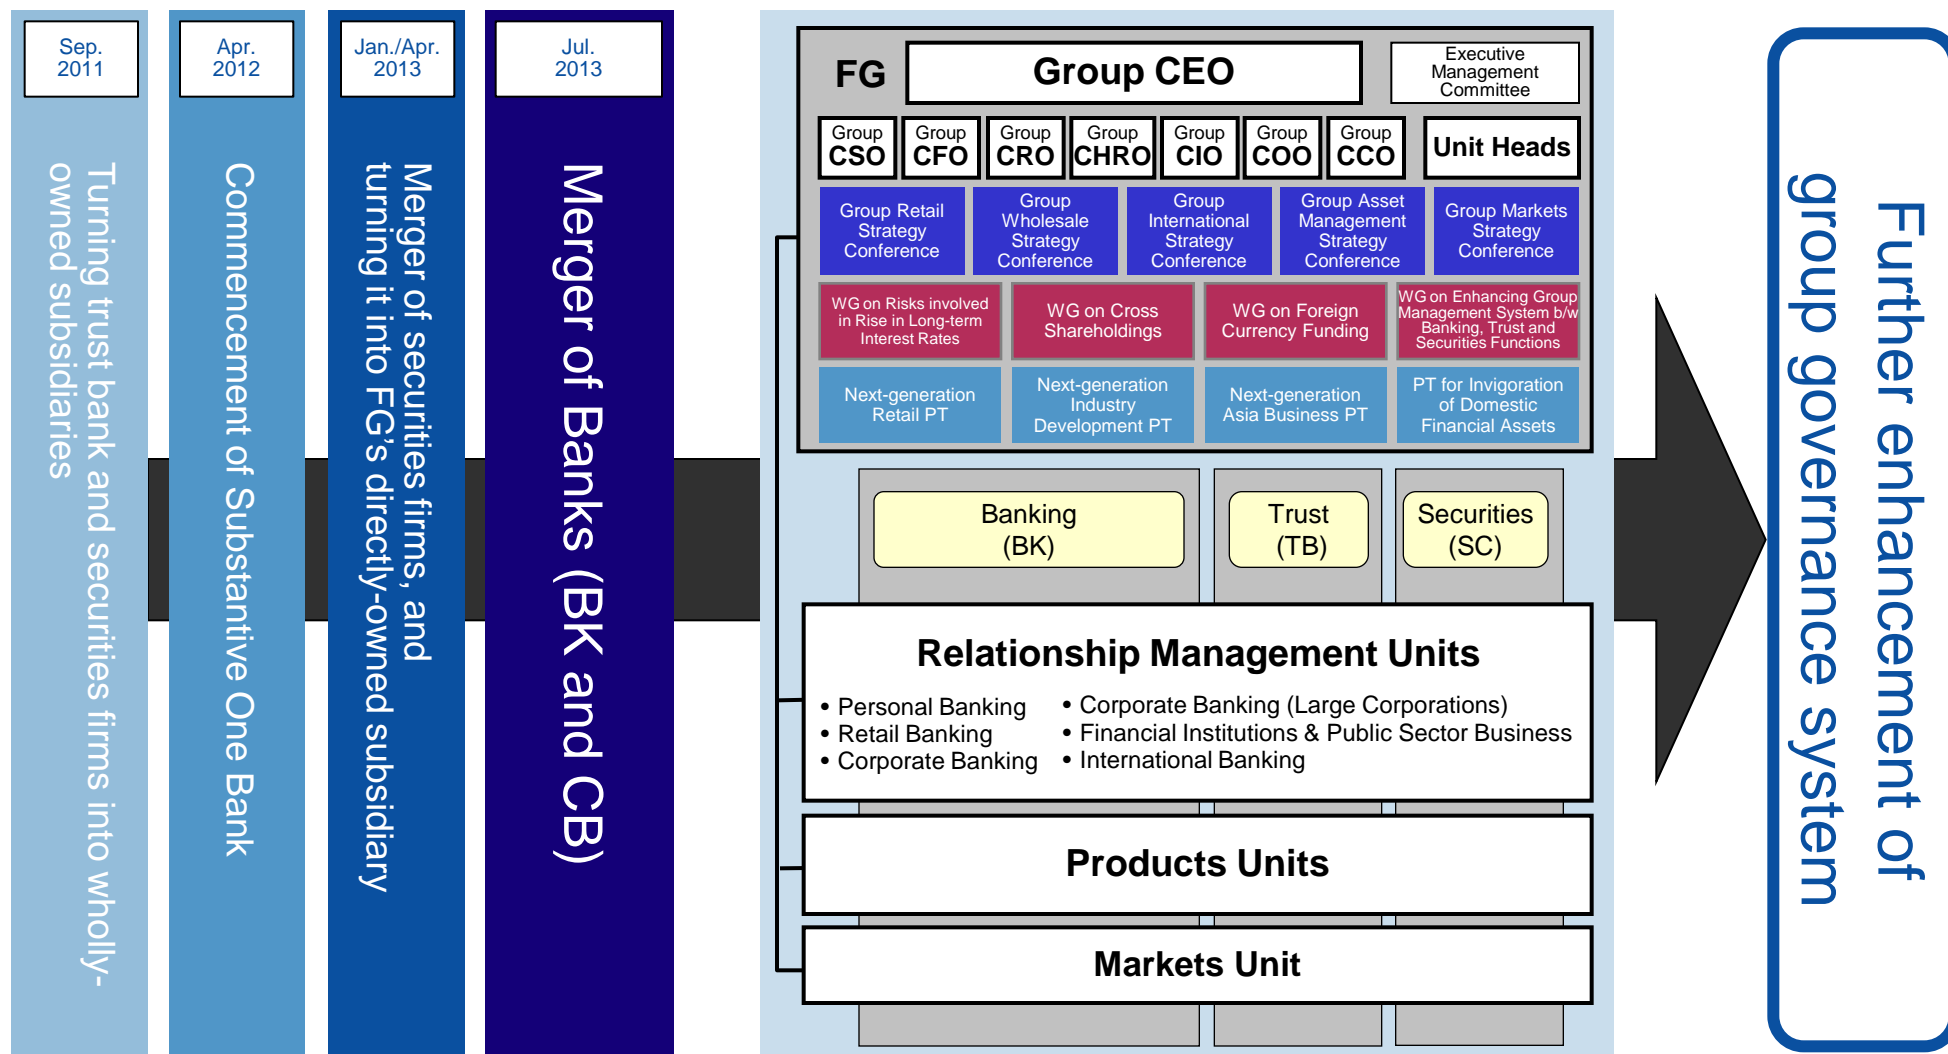 Sep.
2011
Turning trust bank and securities firms into wholly-
owned subsidiaries
Apr.
2012
Commencement of Substantive One Bank
Jan./Apr.
2013
Merger of securities firms, and
turning it into FG's directly-owned subsidiary
Jul.
2013
Merger of Banks (BK and CB)
FG
Group CEO
Executive
Management
Committee
Group
CSO
Group
CFO
Group
CRO
Group
CHRO
Group
CIO
Group
COO
Group
CCO
Unit Heads
Group Retail
Strategy
Conference
Group
Wholesale
Strategy
Conference
Group
International
Strategy
Conference
Group Asset
Management
Strategy
Conference
Group Markets
Strategy
Conference
WG on Risks involved
in Rise in Long-term
Interest Rates
WG on Cross
Shareholdings
WG on Foreign
Currency Funding
WG on Enhancing Group
Management System b/w
Banking, Trust and
Securities Functions
Next-generation
Retail PT
Next-generation
Industry
Development PT
Next-generation
Asia Business PT
PT for Invigoration
of Domestic
Financial Assets
Banking
(BK)
Trust
(TB)
Securities
(SC)
Relationship Management Units
• Personal Banking
• Retail Banking
• Corporate Banking
• Corporate Banking (Large Corporations)
• Financial Institutions & Public Sector Business
• International Banking
Products Units
Markets Unit
Further enhancement of
group governance system